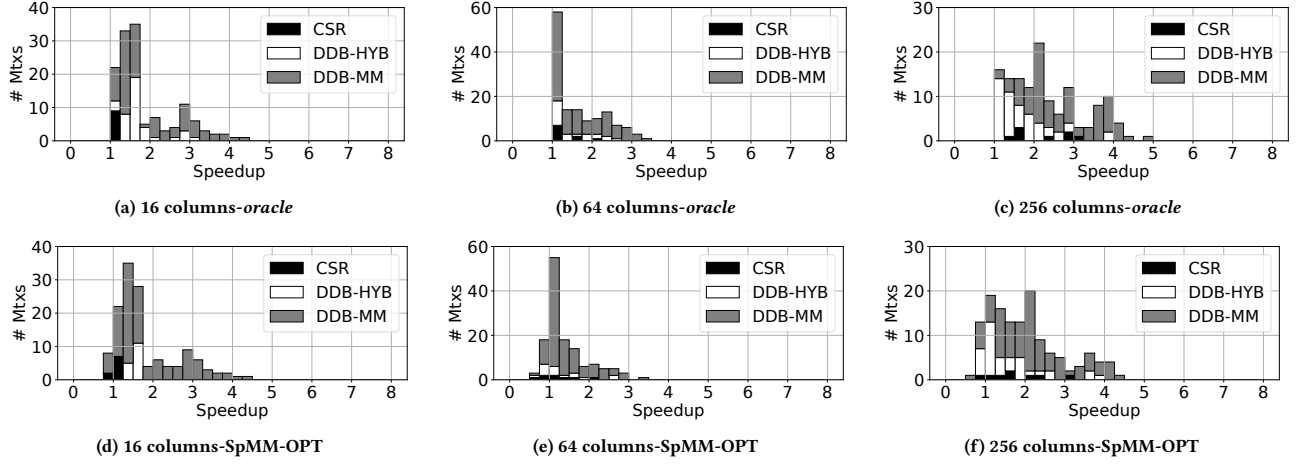 40
30
20
10
0
# Mtxs
CSR
DDB-HYB
DDB-MM
0 1 2 3 4 5 6 7 8
Speedup
(a) 16 columns-oracle
60
40
20
0
# Mtxs
CSR
DDB-HYB
DDB-MM
0 1 2 3 4 5 6 7 8
Speedup
(b) 64 columns-oracle
30
20
10
0
# Mtxs
CSR
DDB-HYB
DDB-MM
0 1 2 3 4 5 6 7 8
Speedup
(c) 256 columns-oracle
40
30
20
10
0
# Mtxs
CSR
DDB-HYB
DDB-MM
0 1 2 3 4 5 6 7 8
Speedup
(d) 16 columns-SpMM-OPT
60
40
20
0
# Mtxs
CSR
DDB-HYB
DDB-MM
0 1 2 3 4 5 6 7 8
Speedup
(e) 64 columns-SpMM-OPT
30
20
10
0
# Mtxs
CSR
DDB-HYB
DDB-MM
0 1 2 3 4 5 6 7 8
Speedup
(f) 256 columns-SpMM-OPT